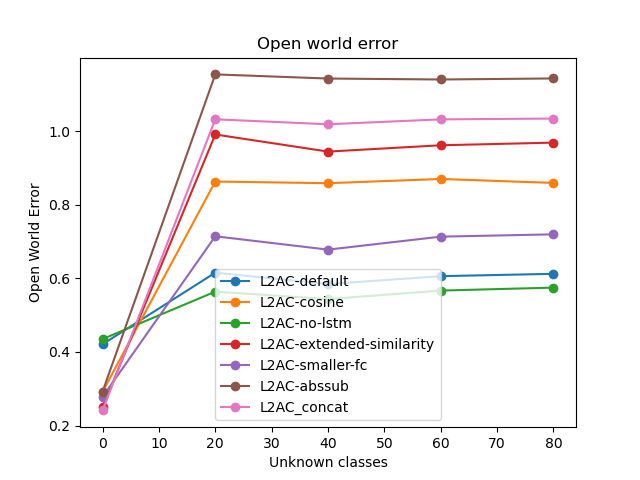 Open world error
Open World Error
1.0
0.8
0.6
0.4
0.2
L2AC-default
L2AC-cosine
L2AC-no-lstm
L2AC-extended-similarity
L2AC-smaller-fc
L2AC-abssub
L2AC_concat
0 10 20 30 40 50 60 70 80
Unknown classes